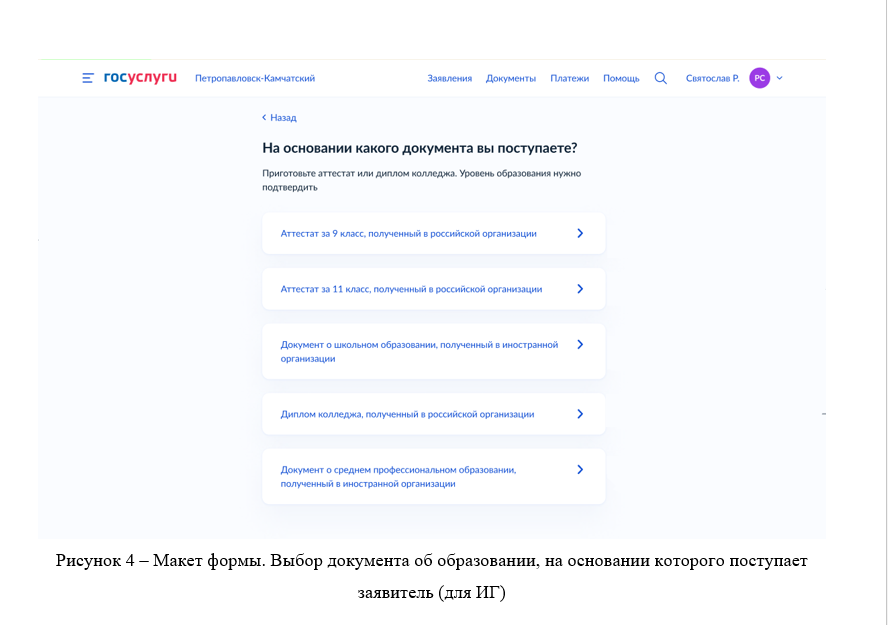 госуслуги Петропавловск-Камчатский Заявления Документы Платежи Помощь Святослав Р. РС
Назад
На основании какого документа вы поступаете?
Приготовьте аттестат или диплом колледжа. Уровень образования нужно
подтвердить
Аттестат за 9 класс, полученный в российской организации
Аттестат за 11 класс, полученный в российской организации
Документ о школьном образовании, полученный в иностранной
организации
Диплом колледжа, полученный в российской организации
Документ о среднем профессиональном образовании,
полученный в иностранной организации
Рисунок 4 – Макет формы. Выбор документа об образовании, на основании которого поступает
заявитель (для ИГ)